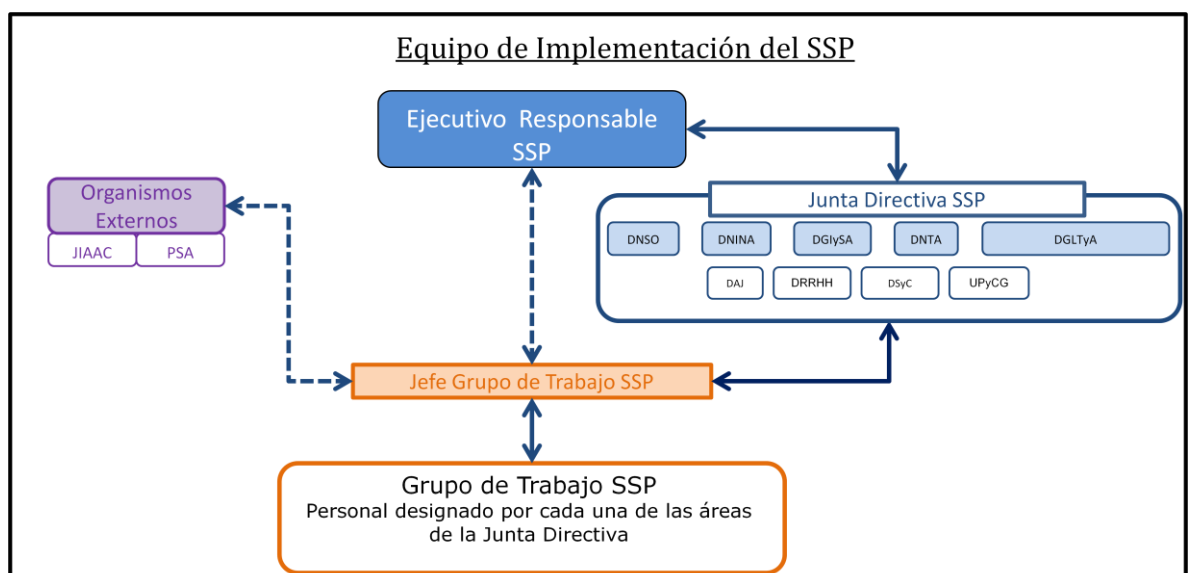 Equipo de Implementación del SSP
Ejecutivo Responsable
SSP
Organismos
Externos
JIAAC
PSA
Junta Directiva SSP
DNSO
DNINA
DGIySA
DNTA
DGLTyA
DAJ
DRRHH
DSyC
UPyCG
Jefe Grupo de Trabajo SSP
Grupo de Trabajo SSP
Personal designado por cada una de las áreas
de la Junta Directiva